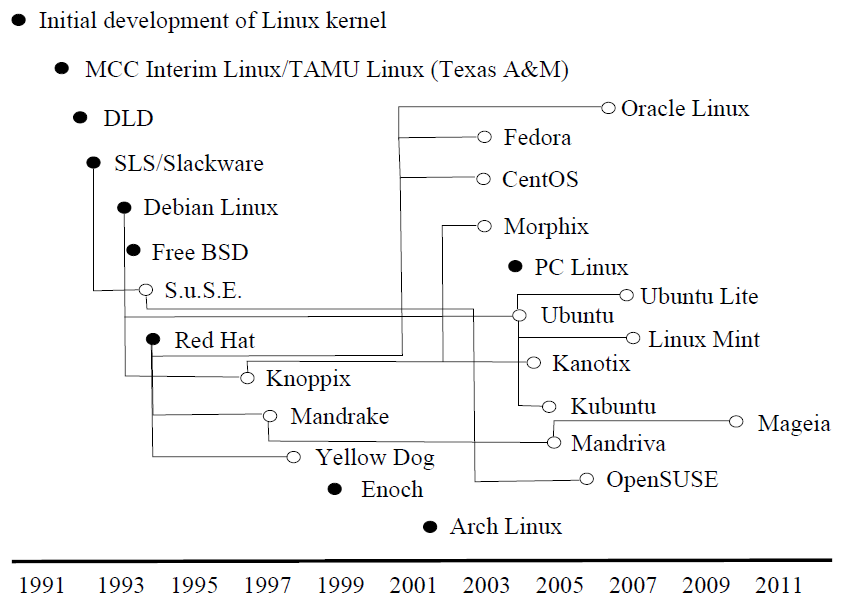 Initial development of Linux kernel
MCC Interim Linux/TAMU Linux (Texas A&M)
Oracle Linux
DLD
Fedora
SLS/Slackware
CentOS
Debian Linux
Morphix
Free BSD
PC Linux
S.u.S.E.
Ubuntu Lite
Ubuntu
Red Hat
Linux Mint
Kanotix
Knoppix
Kubuntu
Mandrake
Mageia
Mandriva
Yellow Dog
OpenSUSE
Enoch
Arch Linux
1991 1993 1995 1997 1999 2001 2003 2005 2007 2009 2011